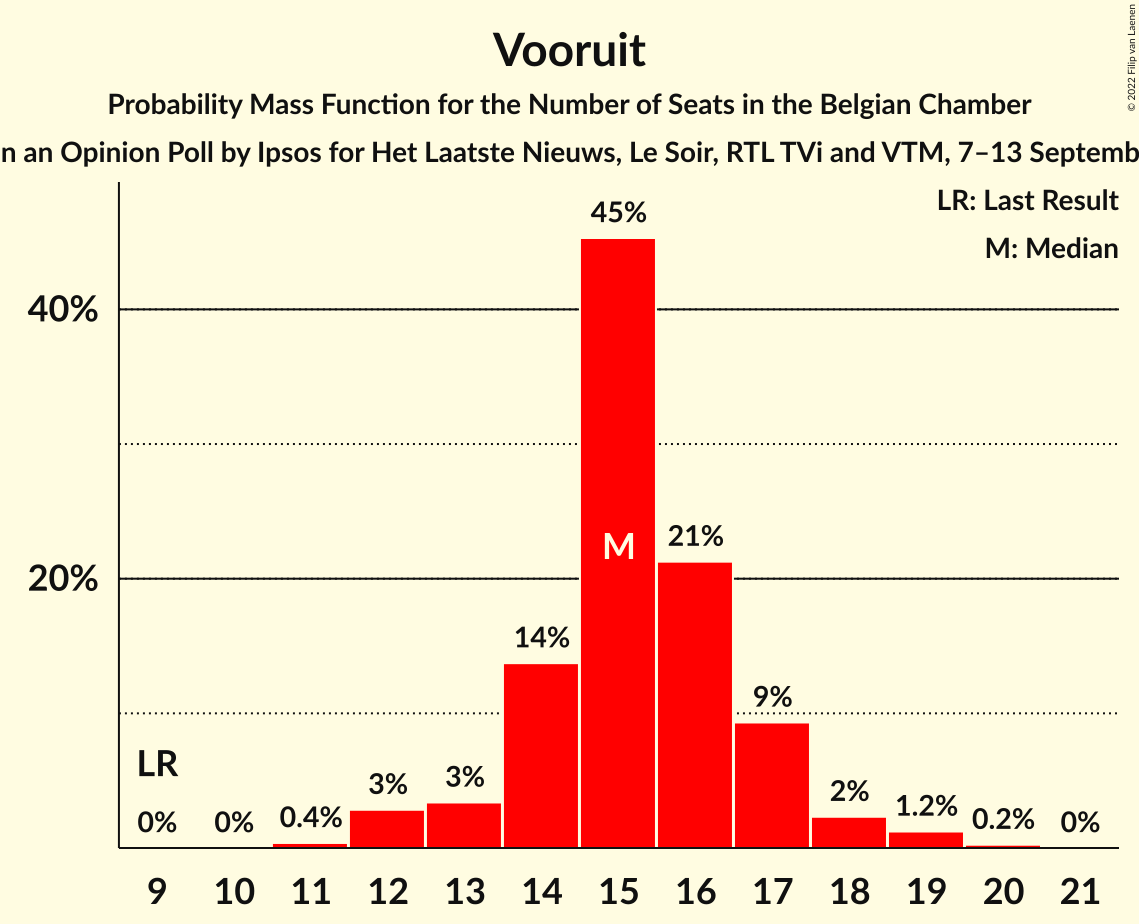 Vooruit
Probability Mass Function for the Number of Seats in the Belgian Chamber
an Opinion Poll by Ipsos for Het Laatste Nieuws, Le Soir, RTL TVi and VTM, 7–13
© 2022 Filip van Laenen
LR: Last Result
M: Median
45%
40%
M
21%
20%
14%
9%
LR
3%
3%
2%
1.2%
0.4%
0.2%
0%
0%
0%
9 10 11 12 13 14 15 16 17 18 19 20 21